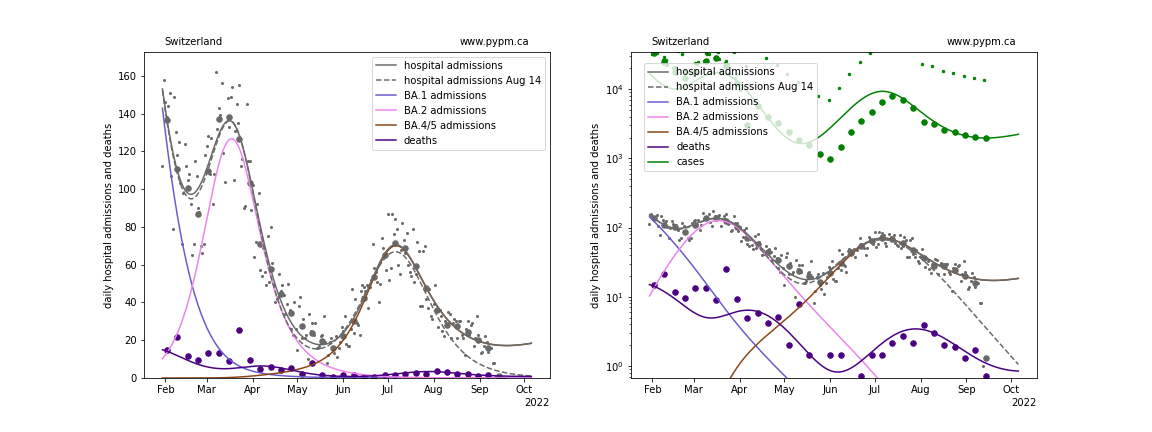 Switzerland www.pypm.ca
daily hospital admissions and deaths
160
140
120
100
80
60
40
20
0
hospital admissions
hospital admissions Aug 14
BA.1 admissions
BA.2 admissions
BA.4/5 admissions
deaths
Feb Mar Apr May Jun Jul Aug Sep Oct
2022
Switzerland www.pypm.ca
daily hospital admissions and deaths
10⁴
10³
10²
10¹
10⁰
hospital admissions
hospital admissions Aug 14
BA.1 admissions
BA.2 admissions
BA.4/5 admissions
deaths
cases
Feb Mar Apr May Jun Jul Aug Sep Oct
2022